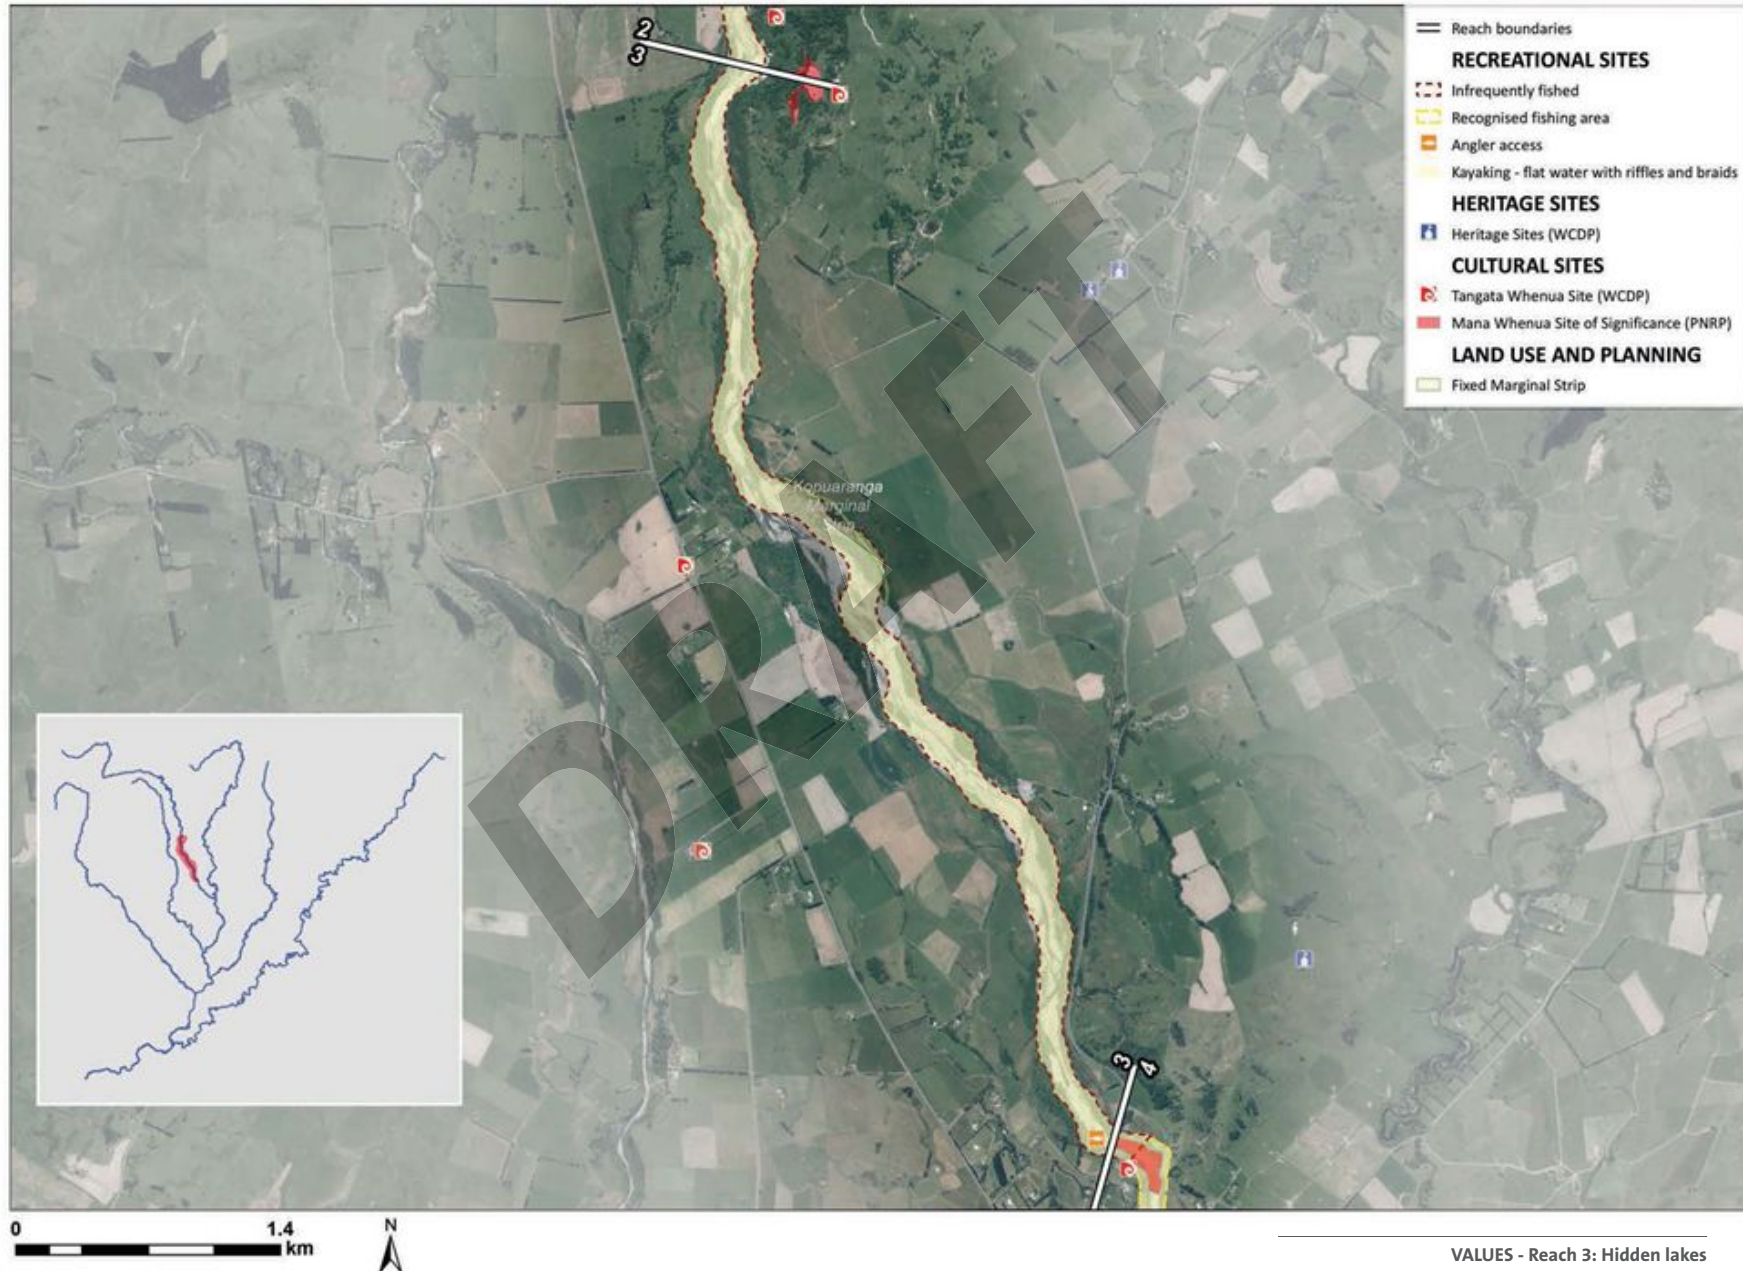 2
3
Reach boundaries
RECREATIONAL SITES
Infrequently fished
Recognised fishing area
Angler access
Kayaking - flat water with riffles and braids
HERITAGE SITES
Heritage Sites (WCDP)
CULTURAL SITES
Tangata Whenua Site (WCDP)
Mana Whenua Site of Significance (PNRP)
LAND USE AND PLANNING
Fixed Marginal Strip
Kopuaranga
Marginal
Strip
DRAFT
3
4
0
1.4
km
N
VALUES - Reach 3: Hidden lakes